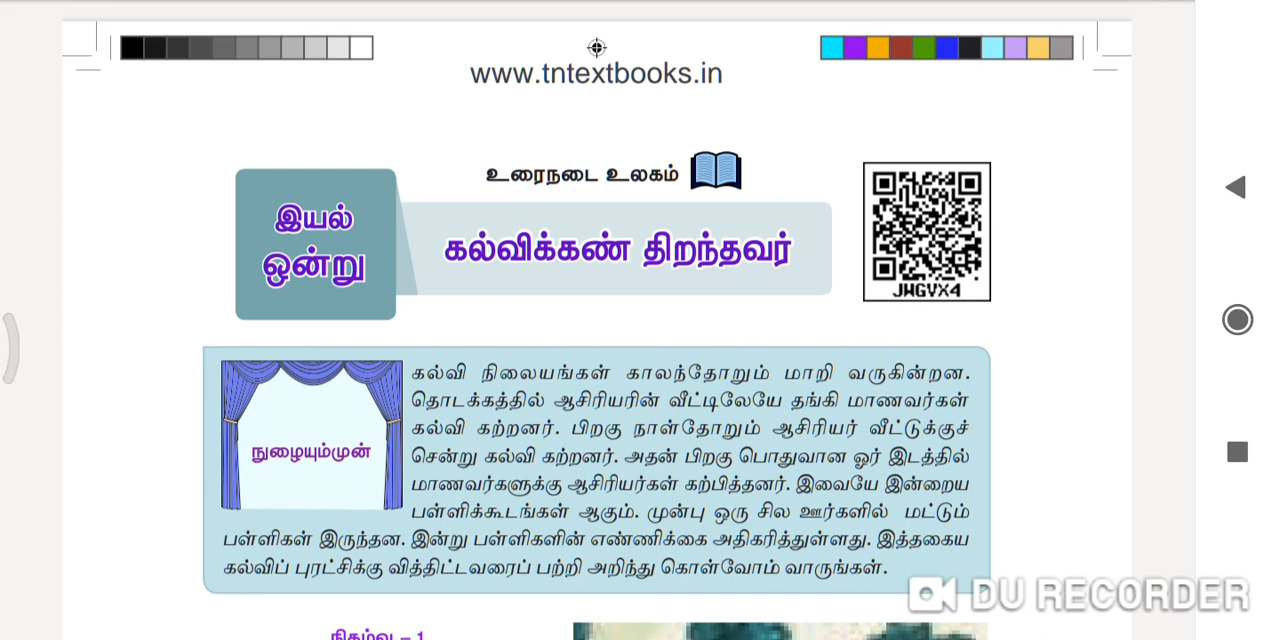 www.tntextbooks.in
உரைநடை உலகம்
இயல்
ஒன்று
கல்விக்கண் திறந்தவர்
JWGVX4
நுழையும்முன்
கல்வி நிலையங்கள் காலந்தோறும் மாறி வருகின்றன.
தொடக்கத்தில் ஆசிரியரின் வீட்டிலேயே தங்கி மாணவர்கள்
கல்வி கற்றனர். பிறகு நாள்தோறும் ஆசிரியர் வீட்டுக்குச்
சென்று கல்வி கற்றனர். அதன் பிறகு பொதுவான ஓர் இடத்தில்
மாணவர்களுக்கு ஆசிரியர்கள் கற்பித்தனர். இவையே இன்றைய
பள்ளிக்கூடங்கள் ஆகும். முன்பு ஒரு சில ஊர்களில் மட்டும்
பள்ளிகள் இருந்தன. இன்று பள்ளிகளின் எண்ணிக்கை அதிகரித்துள்ளது. இத்தகைய
கல்விப் புரட்சிக்கு வித்திட்டவரைப் பற்றி அறிந்து கொள்வோம் வாருங்கள்.
DU RECORDER
நிகழ்வு – 1